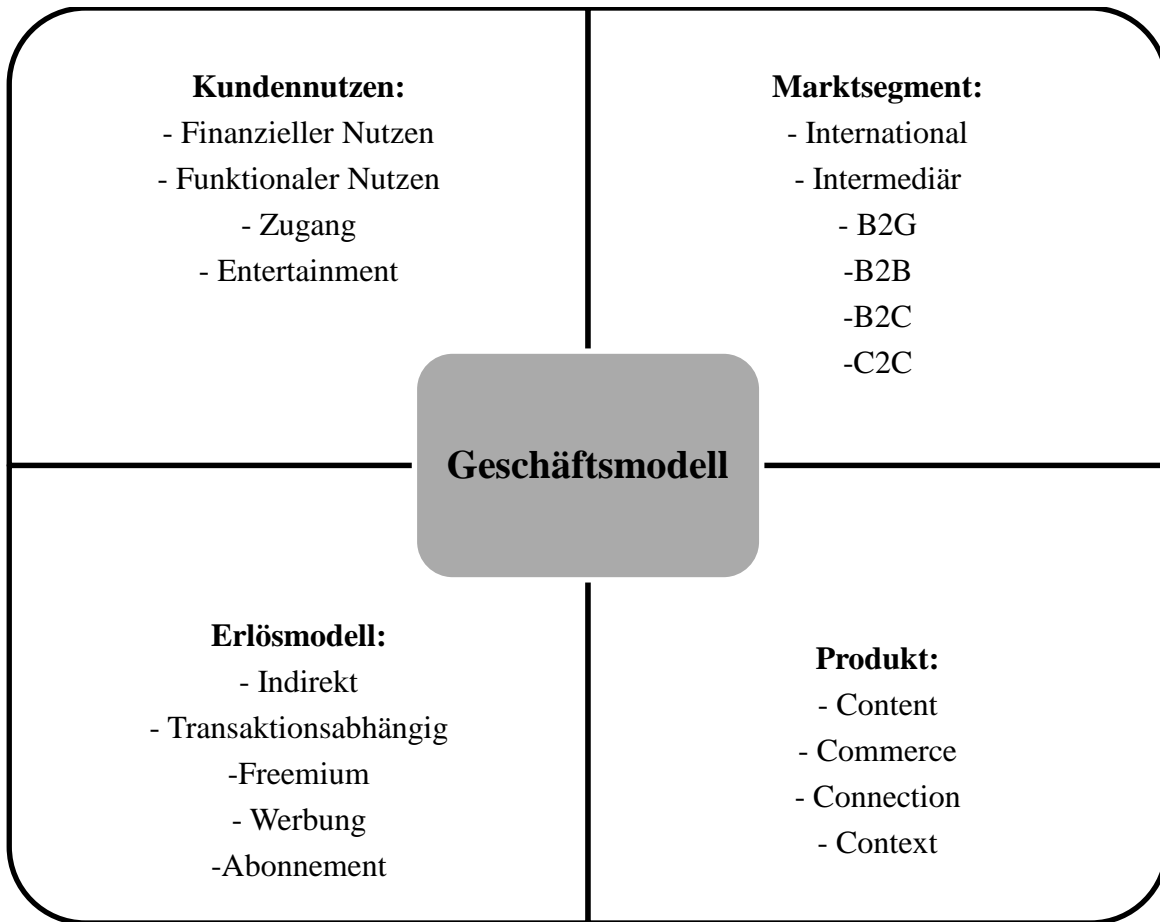 Kundennutzen:
- Finanzieller Nutzen
- Funktionaler Nutzen
- Zugang
- Entertainment
Marktsegment:
- International
- Intermediär
- B2G
-B2B
-B2C
-C2C
Geschäftsmodell
Erlösmodell:
- Indirekt
- Transaktionsabhängig
-Freemium
- Werbung
-Abonnement
Produkt:
- Content
- Commerce
- Connection
- Context